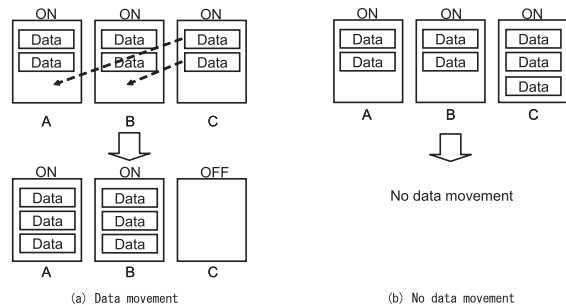 ON ON ON
Data Data Data
Data Data Data
A B C
ON ON OFF
Data Data
Data Data
Data Data
A B C
(a) Data movement
ON ON ON
Data Data Data
Data Data Data
Data
A B C
No data movement
(b) No data movement